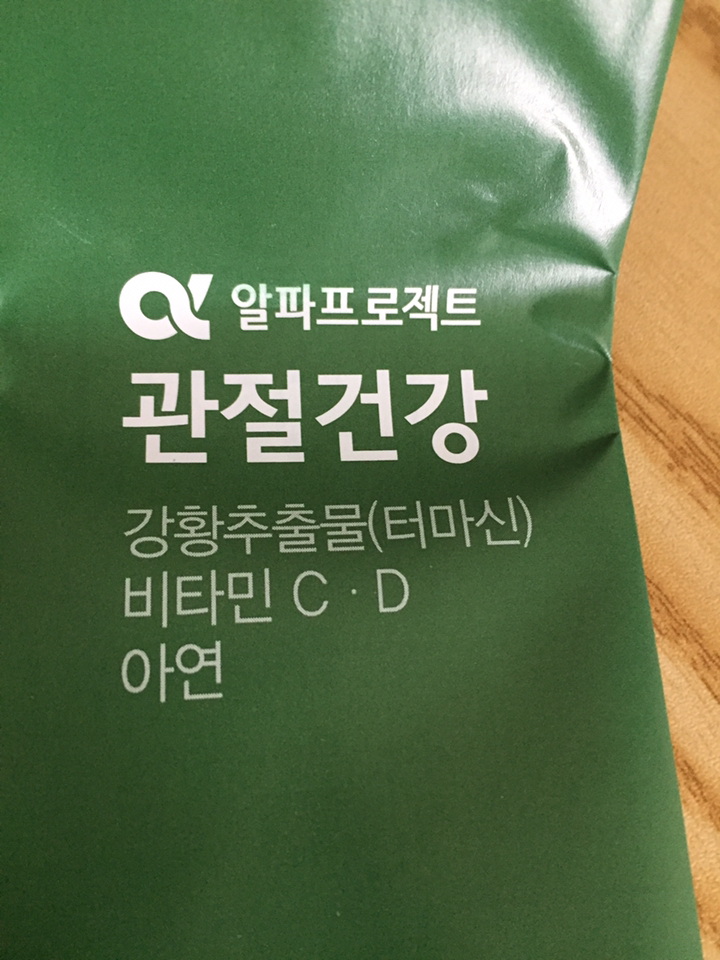 알파프로젝트
관절건강
강황추출물(터마신)
비타민 C · D
아연